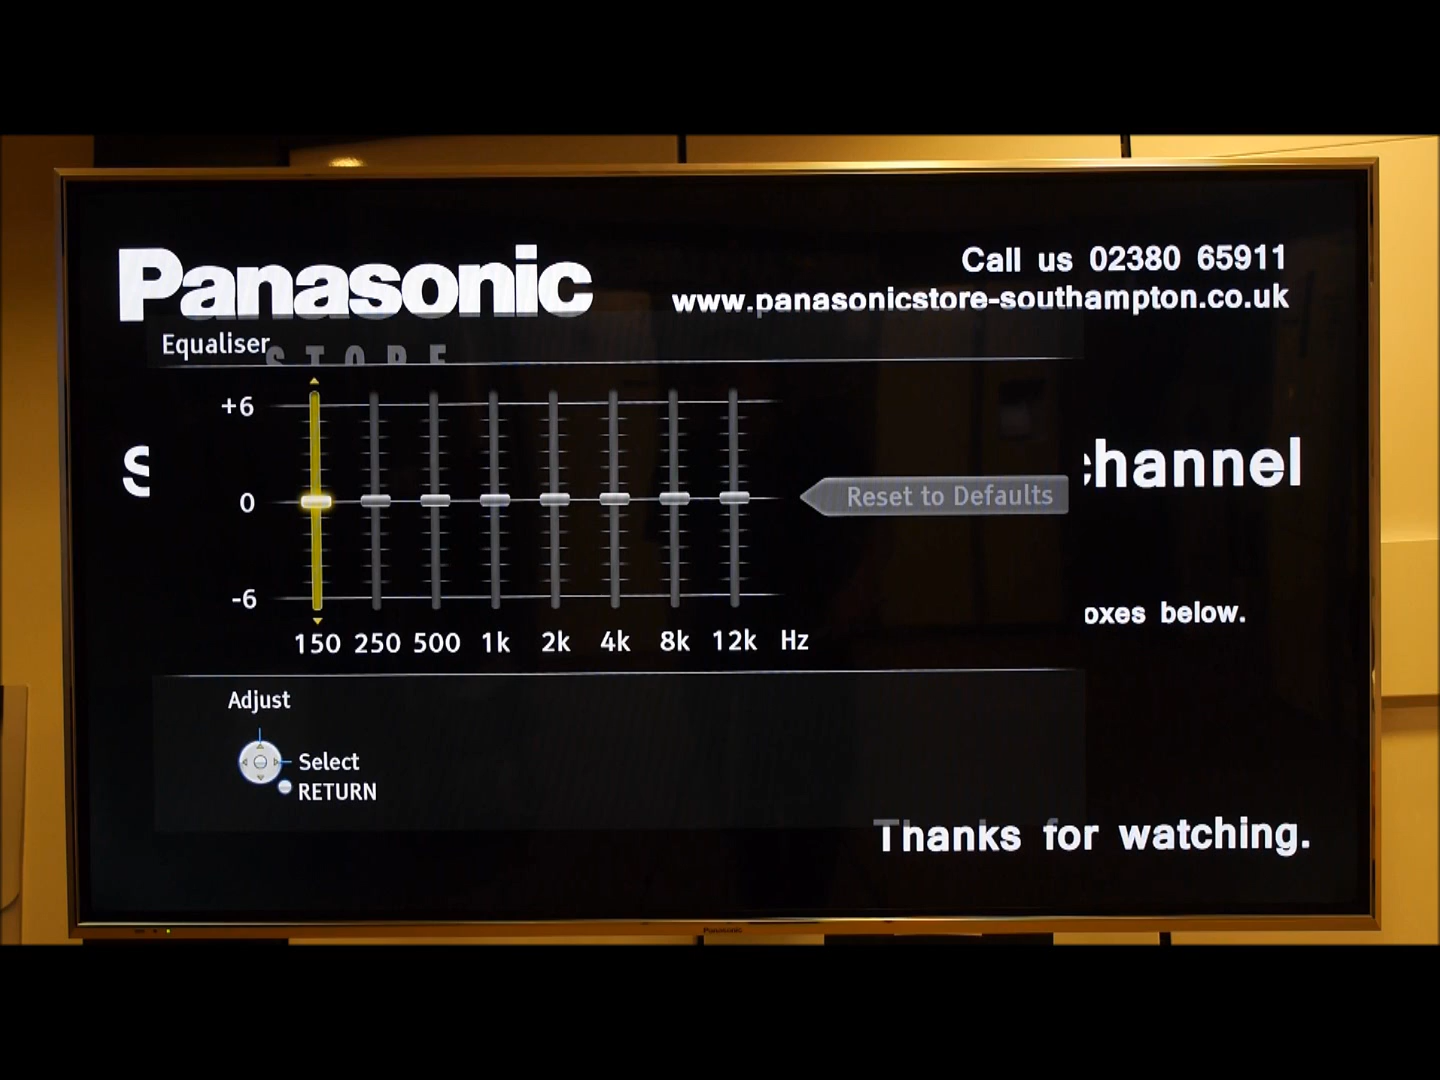 Panasonic
Call us 02380 65911
www.panasonicstore-southampton.co.uk
Equaliser
STORE
+6
0
-6
150 250 500 1k 2k 4k 8k 12k Hz
Reset to Defaults
channel
below.
Adjust
Select
RETURN
Thanks for watching.
Panasonic